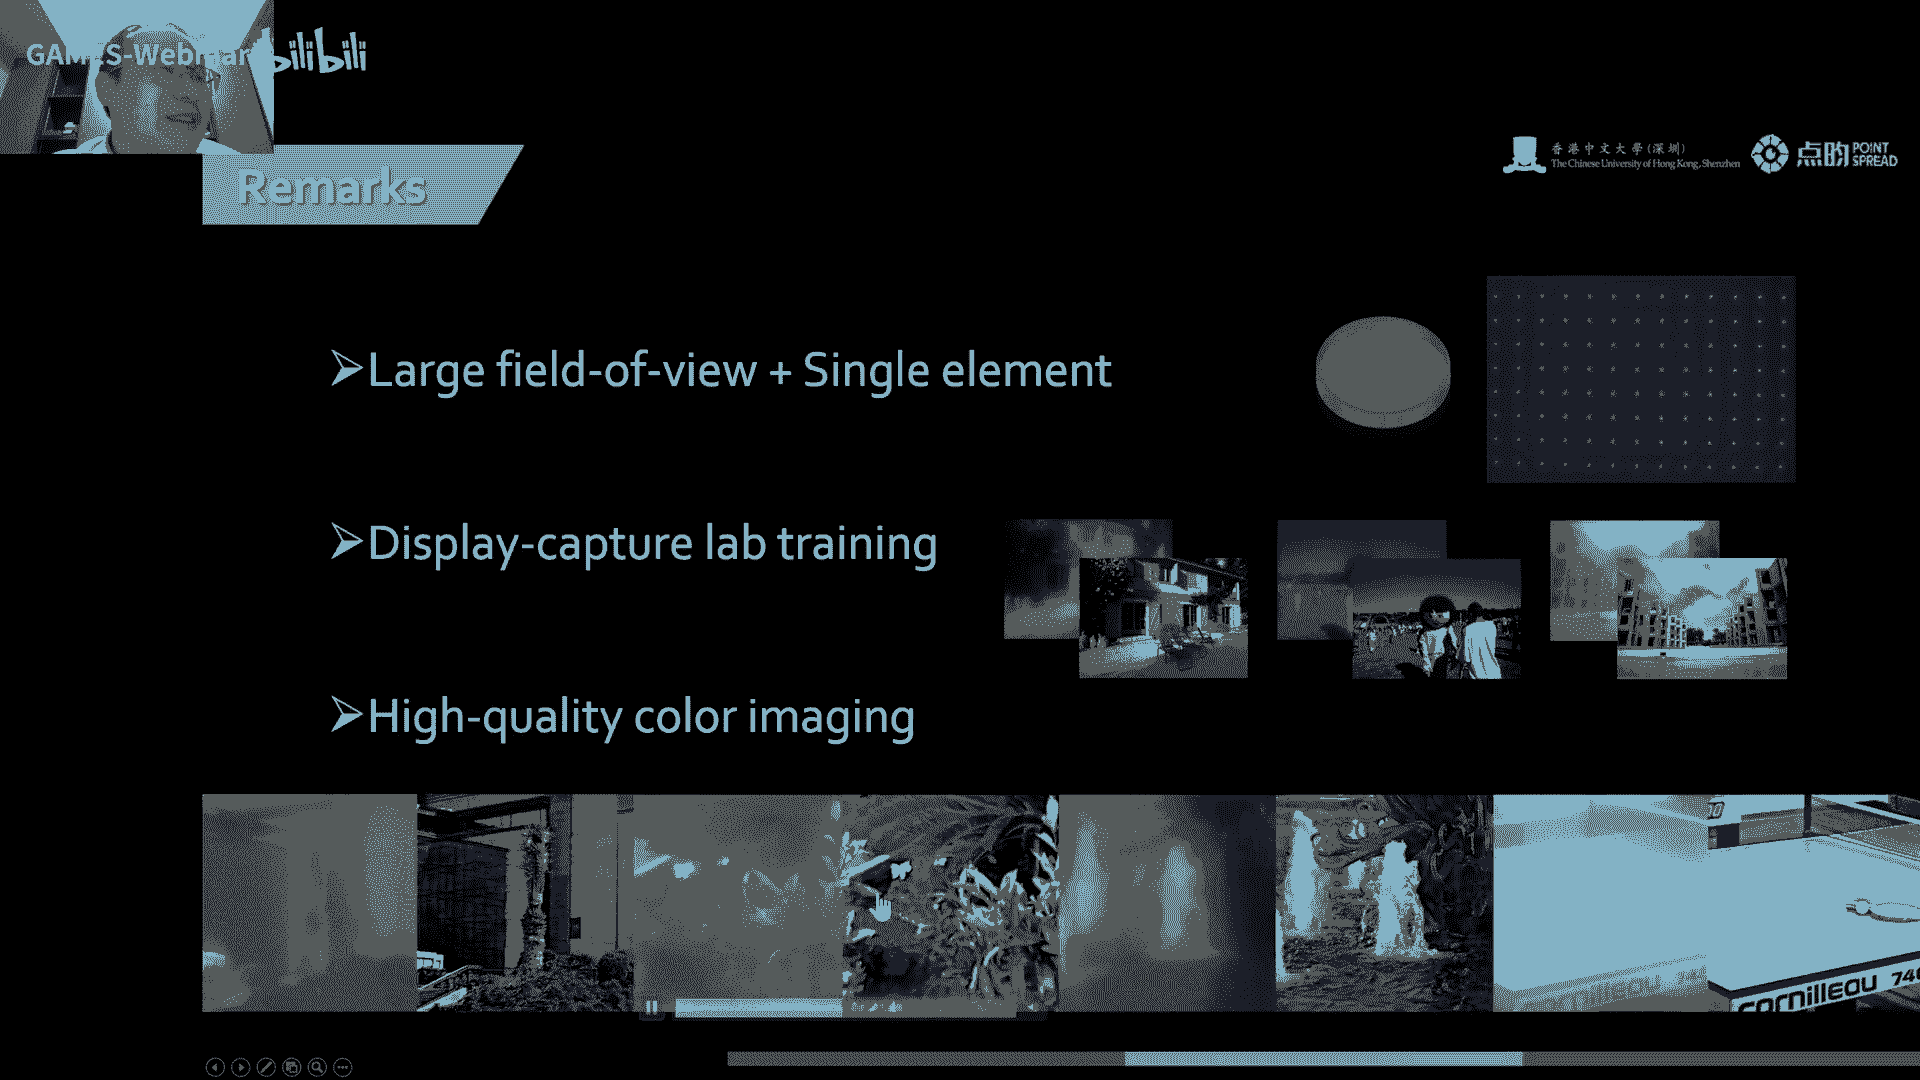 GAMES-Webinar
bilibili
香港中文大學(深圳)
The Chinese University of Hong Kong, Shenzhen
点昀 POINT
SPREAD
Remarks
➢Large field-of-view + Single element
➢Display-capture lab training
➢High-quality color imaging
cornilleau 740